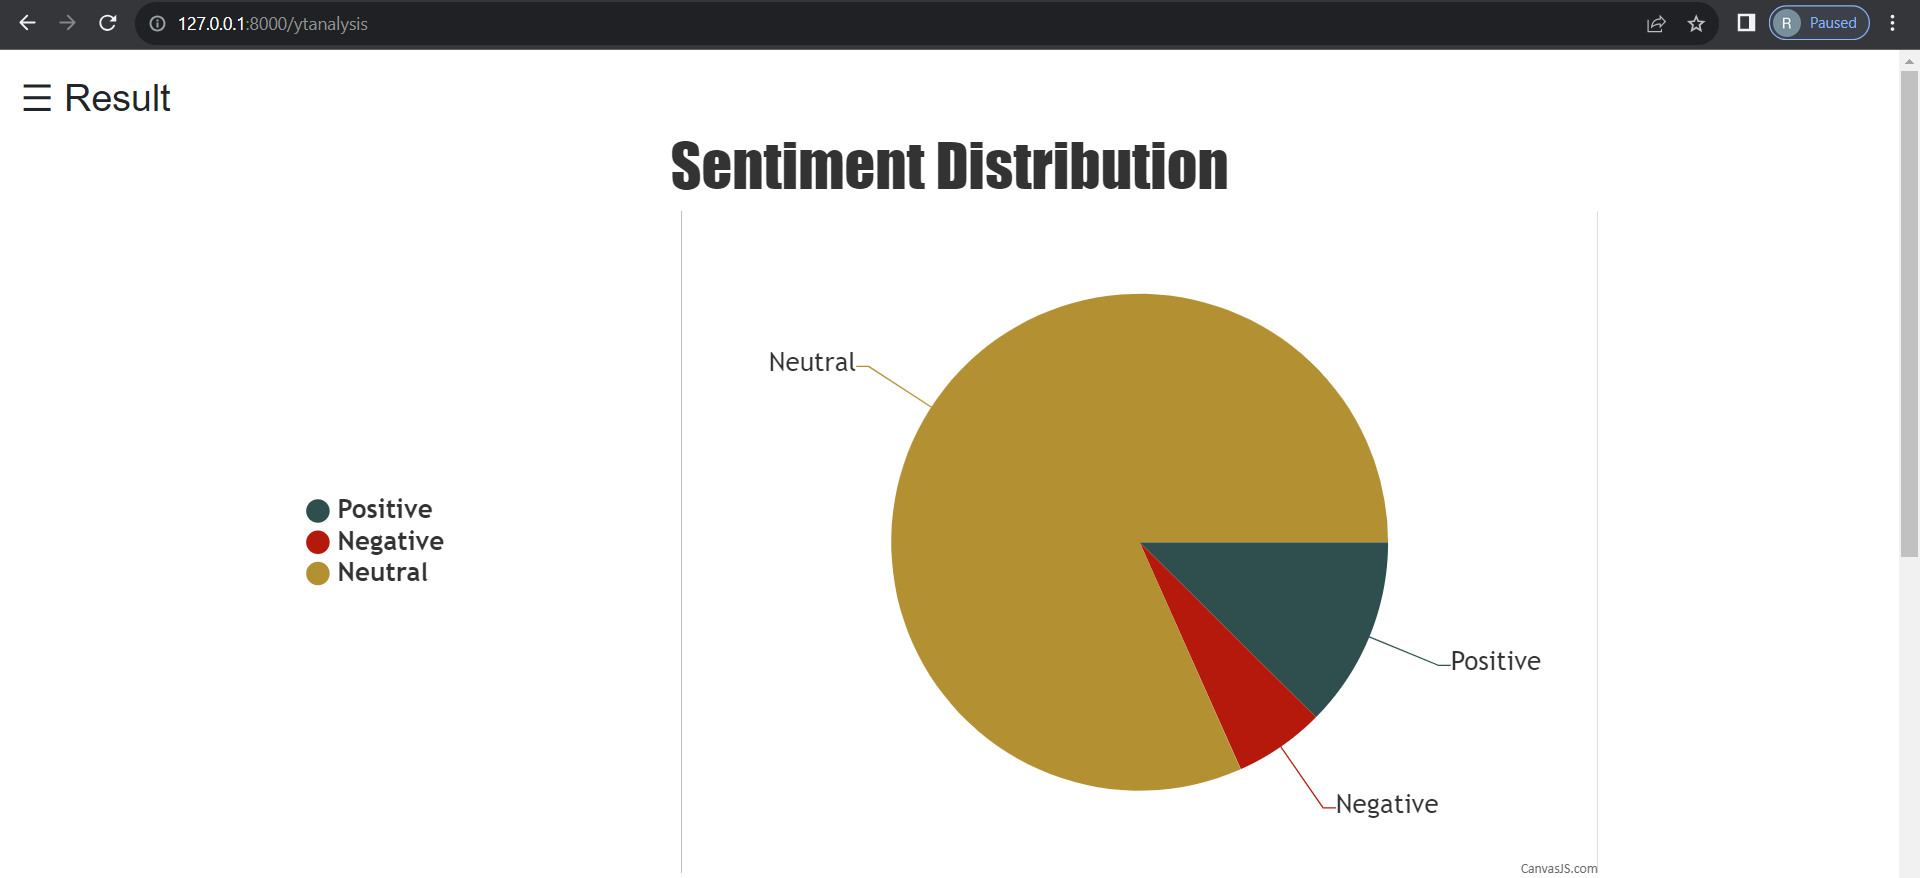 127.0.0.1:8000/ytanalysis
R Paused
☰ Result
Sentiment Distribution
Neutral
Positive
Negative
Neutral
Positive
Negative
CanvasJS.com